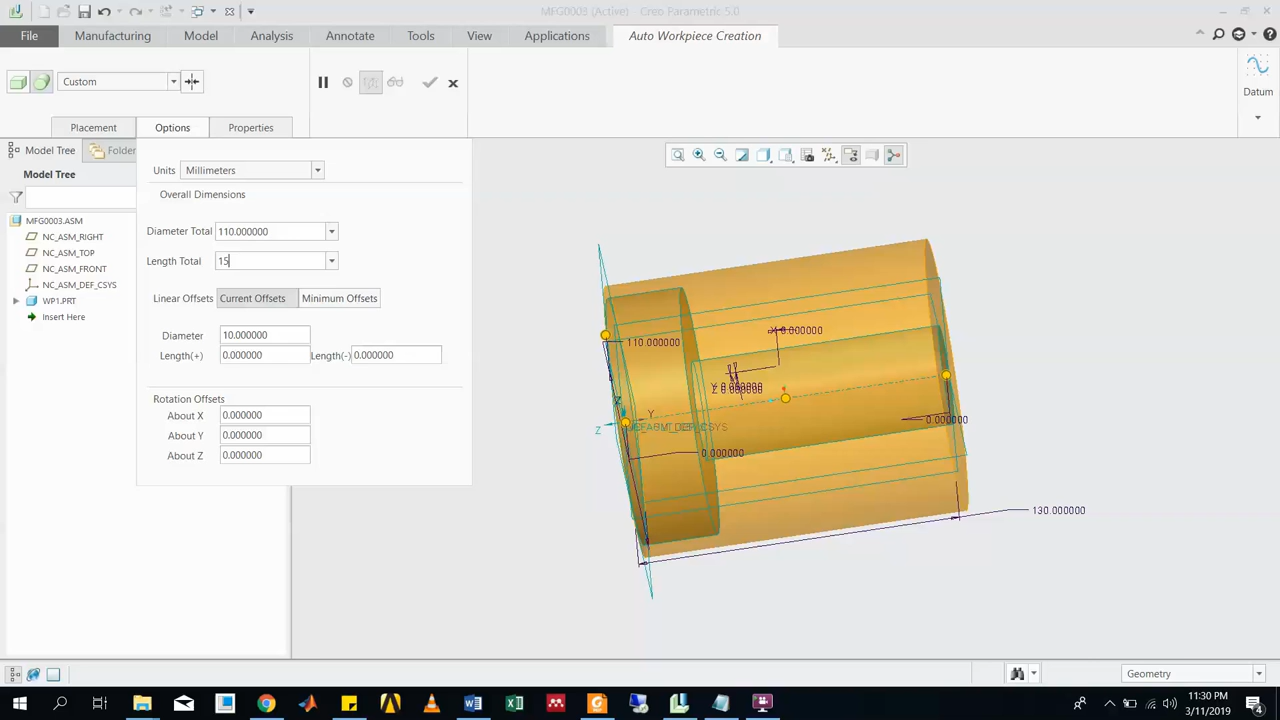 MFG0003 (Active) - Creo Parametric 5.0
File Manufacturing Model Analysis Annotate Tools View Applications Auto Workpiece Creation
Custom
Datum
Placement Options Properties
Model Tree Folder
Model Tree
MFG0003.ASM
NC_ASM_RIGHT
NC_ASM_TOP
NC_ASM_FRONT
NC_ASM_DEF_CSYS
WP1.PRT
Insert Here
Units Millimeters
Overall Dimensions
Diameter Total 110.000000
Length Total 15
Linear Offsets Current Offsets Minimum Offsets
Diameter 10.000000
Length(+) 0.000000 Length(-) 0.000000
Rotation Offsets
About X 0.000000
About Y 0.000000
About Z 0.000000
X 0.000000
110.000000
Z 0.000000
Z
Y
Z
0.000000
0.000000
130.000000
Geometry
11:30 PM
3/11/2019
4